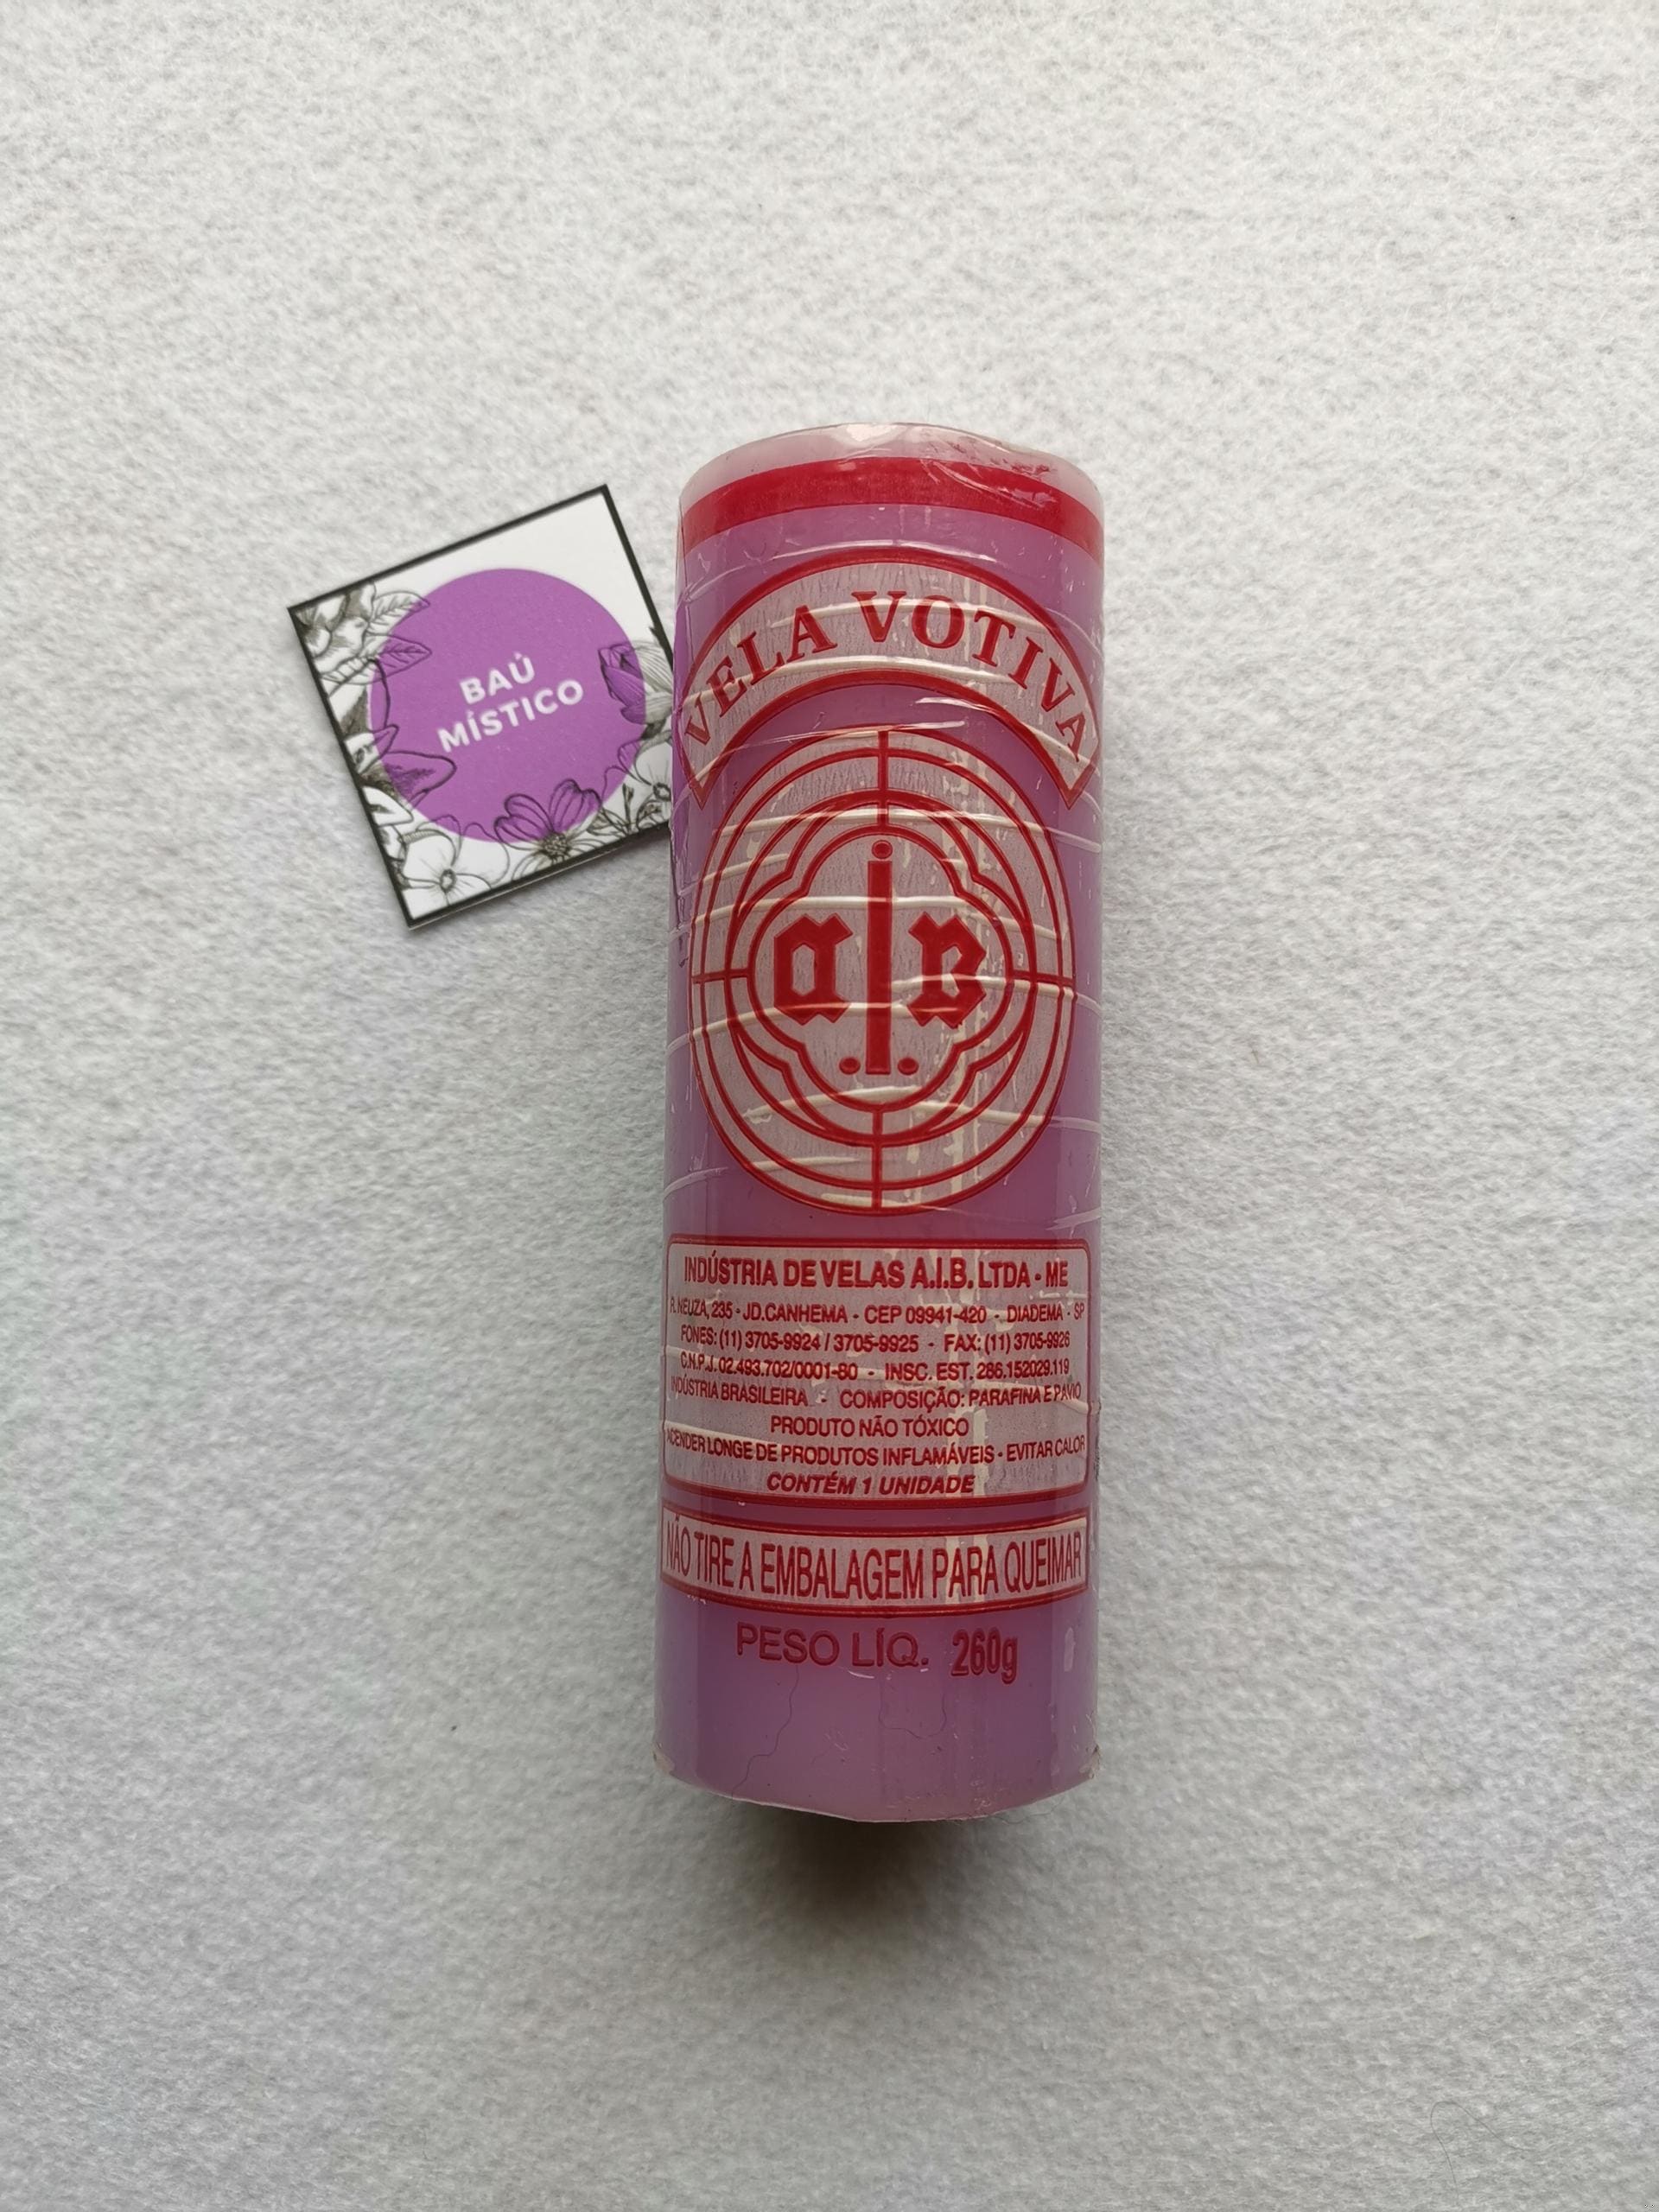 BAÚ
MÍSTICO
VELA VOTIVA
a i B
INDÚSTRIA DE VELAS A.I.B. LTDA - ME
R. NEUZA, 235 - JD. CANHEMA - CEP 09941-420 - DIADEMA - SP
FONES: (11) 3705-9924 / 3705-9925 - FAX: (11) 3705-9926
C.N.P.J. 02.493.702/0001-80 - INSC. EST. 286.152029.119
INDÚSTRIA BRASILEIRA - COMPOSIÇÃO: PARAFINA E PAVIO
PRODUTO NÃO TÓXICO
ACENDER LONGE DE PRODUTOS INFLAMÁVEIS - EVITAR CALOR
CONTÉM 1 UNIDADE
NÃO TIRE A EMBALAGEM PARA QUEIMAR
PESO LÍQ. 260g